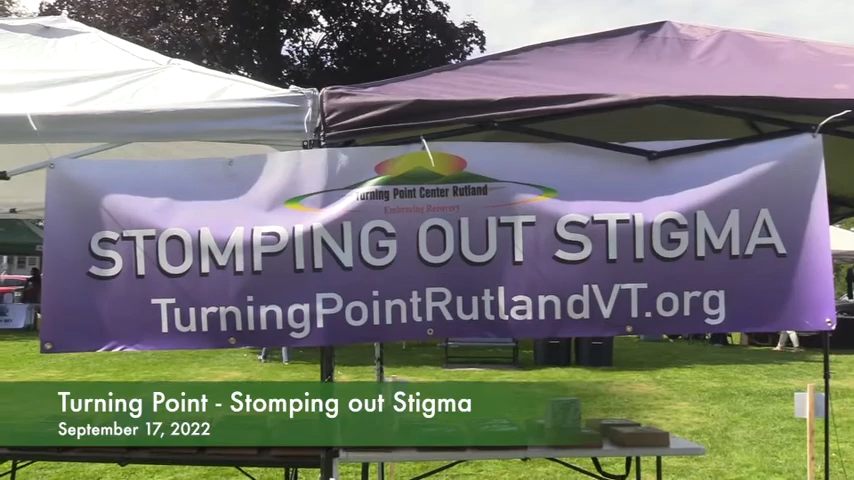 Turning Point Center Rutland
Embracing Recovery
STOMPING OUT STIGMA
TurningPointRutlandVT.org
Turning Point - Stomping out Stigma
September 17, 2022